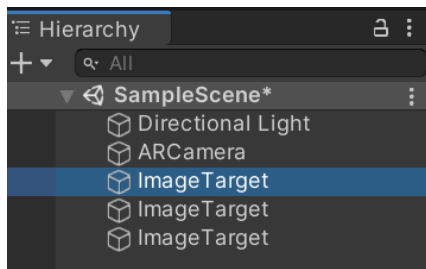 Hierarchy
All
SampleScene*
Directional Light
ARCamera
ImageTarget
ImageTarget
ImageTarget